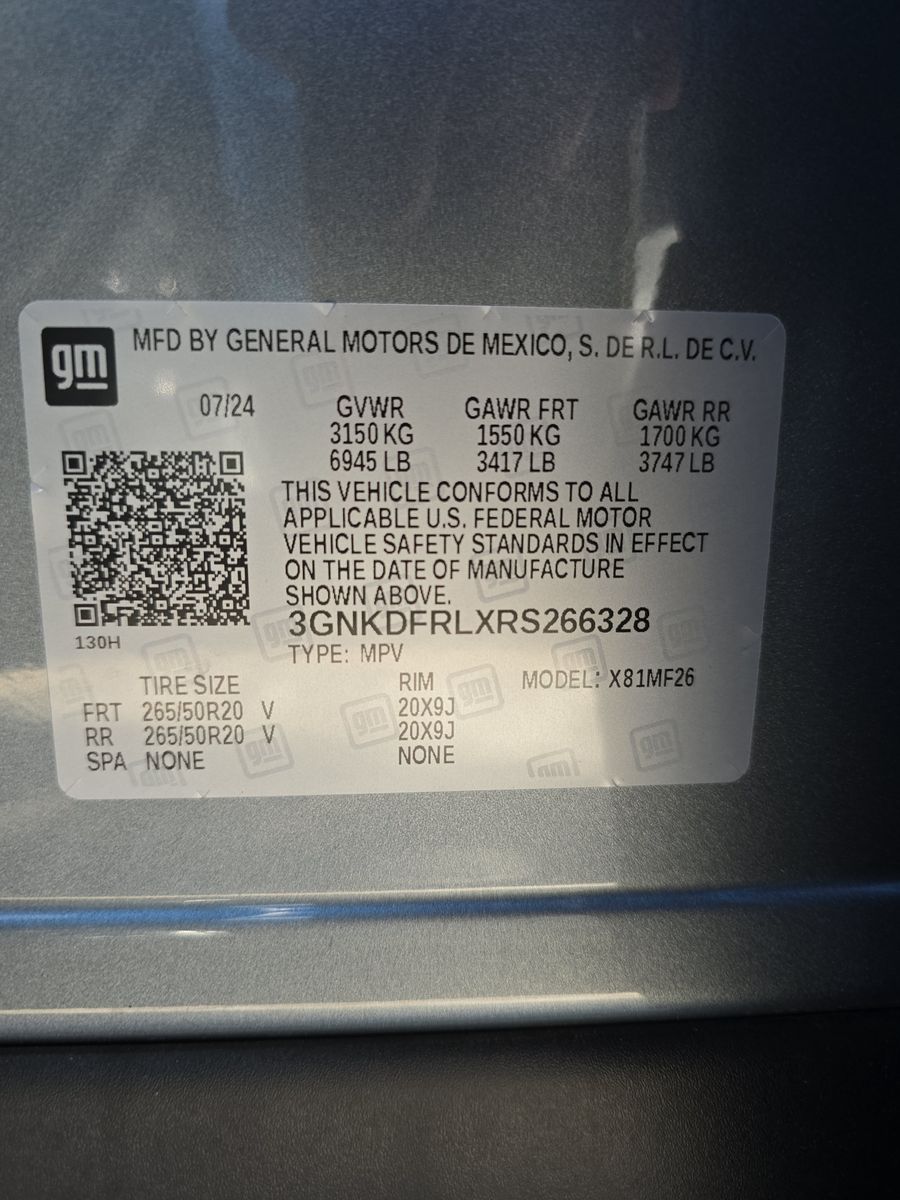 gm
MFD BY GENERAL MOTORS DE MEXICO, S. DE R.L. DE C.V.
07/24 GVWR GAWR FRT GAWR RR
3150 KG 1550 KG 1700 KG
6945 LB 3417 LB 3747 LB
THIS VEHICLE CONFORMS TO ALL
APPLICABLE U.S. FEDERAL MOTOR
VEHICLE SAFETY STANDARDS IN EFFECT
ON THE DATE OF MANUFACTURE
SHOWN ABOVE.
3GNKDFRLXRS266328
130H
TYPE: MPV
TIRE SIZE RIM MODEL: X81MF26
FRT 265/50R20 V 20X9J
RR 265/50R20 V 20X9J
SPA NONE NONE